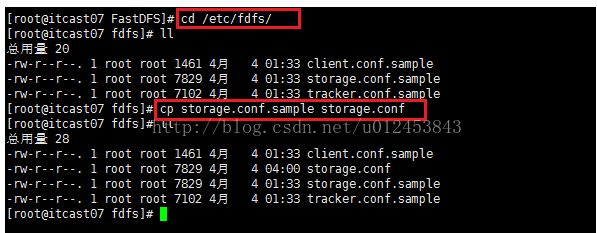 [root@itcast07 FastDFS]# cd /etc/fdfs/
[root@itcast07 fdfs]# ll
总用量 20
-rw-r--r--. 1 root root 1461 4月   4 01:33 client.conf.sample
-rw-r--r--. 1 root root 7829 4月   4 01:33 storage.conf.sample
-rw-r--r--. 1 root root 7102 4月   4 01:33 tracker.conf.sample
[root@itcast07 fdfs]# cp storage.conf.sample storage.conf
[root@itcast07 fdfs]# ll
http://blog.csdn.net/u012453843
总用量 28
-rw-r--r--. 1 root root 1461 4月   4 01:33 client.conf.sample
-rw-r--r--. 1 root root 7829 4月   4 04:00 storage.conf
-rw-r--r--. 1 root root 7829 4月   4 01:33 storage.conf.sample
-rw-r--r--. 1 root root 7102 4月   4 01:33 tracker.conf.sample
[root@itcast07 fdfs]#